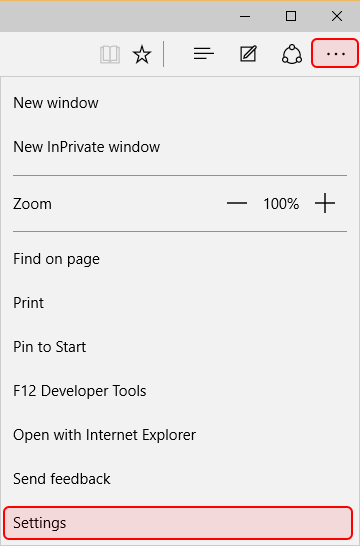 New window
New InPrivate window
Zoom 100%
Find on page
Print
Pin to Start
F12 Developer Tools
Open with Internet Explorer
Send feedback
Settings